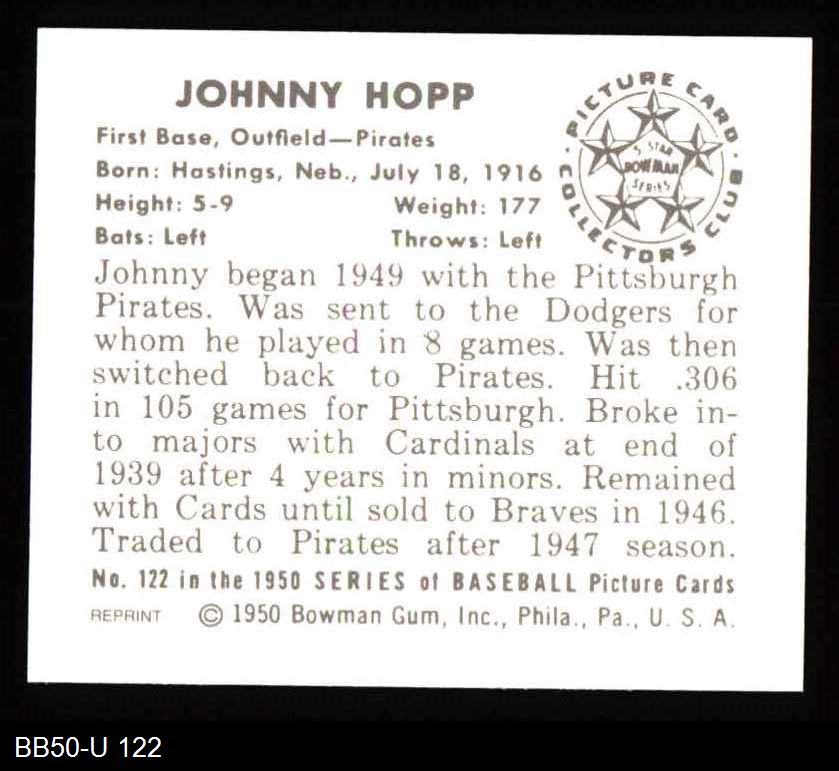 JOHNNY HOPP
First Base, Outfield—Pirates
Born: Hastings, Neb., July 18, 1916
Height: 5-9 Weight: 177
Bats: Left Throws: Left
PICTURE CARD
COLLECTORS CLUB
5 STAR
BOWMAN
SERIES
Johnny began 1949 with the Pittsburgh
Pirates. Was sent to the Dodgers for
whom he played in 8 games. Was then
switched back to Pirates. Hit .306
in 105 games for Pittsburgh. Broke in-
to majors with Cardinals at end of
1939 after 4 years in minors. Remained
with Cards until sold to Braves in 1946.
Traded to Pirates after 1947 season.
No. 122 in the 1950 SERIES of BASEBALL Picture Cards
REPRINT © 1950 Bowman Gum, Inc., Phila., Pa., U. S. A.
BB50-U 122